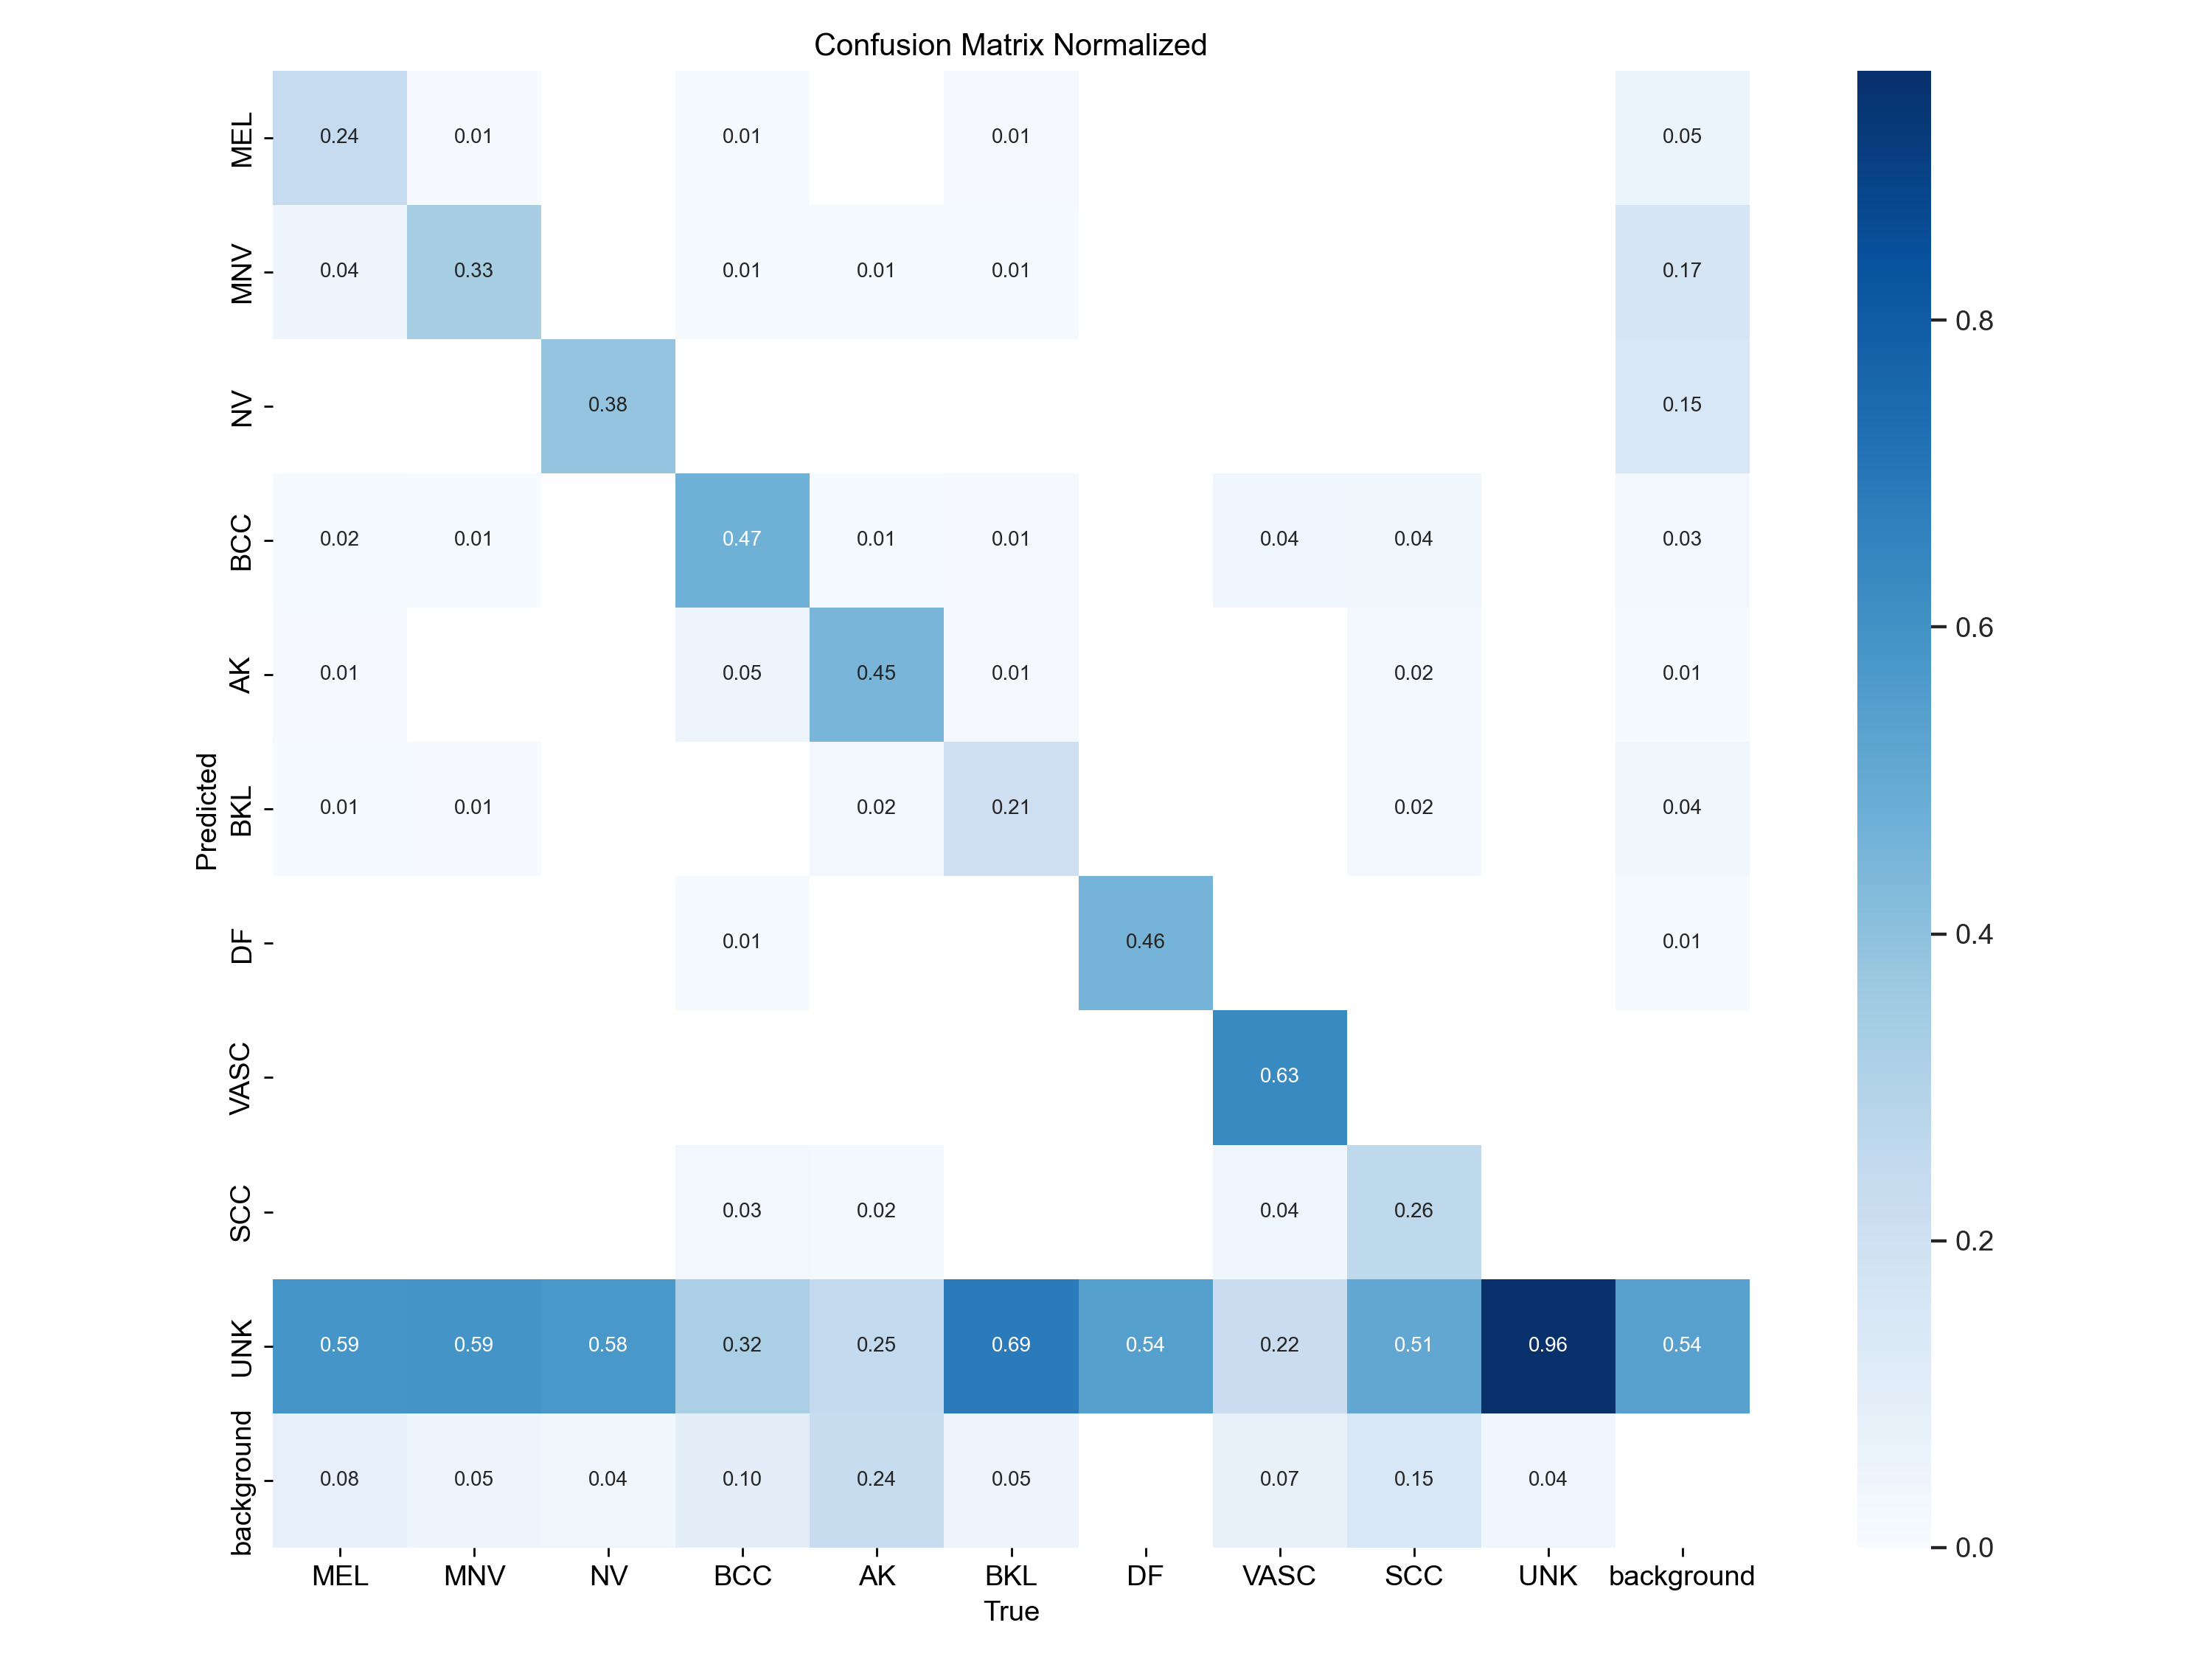 Confusion Matrix Normalized
MEL 0.24 0.01 0.01 0.01 0.05
MNV 0.04 0.33 0.01 0.01 0.01 0.17
0.8
NV 0.38 0.15
BCC 0.02 0.01 0.47 0.01 0.01 0.04 0.04 0.03
0.6
AK 0.01 0.05 0.45 0.01 0.02 0.01
Predicted
BKL 0.01 0.01 0.02 0.21 0.02 0.04
DF 0.01 0.46 0.01
0.4
VASC 0.63
SCC 0.03 0.02 0.04 0.26
0.2
UNK 0.59 0.59 0.58 0.32 0.25 0.69 0.54 0.22 0.51 0.96 0.54
background 0.08 0.05 0.04 0.10 0.24 0.05 0.07 0.15 0.04
0.0
MEL MNV NV BCC AK BKL DF VASC SCC UNK background
True